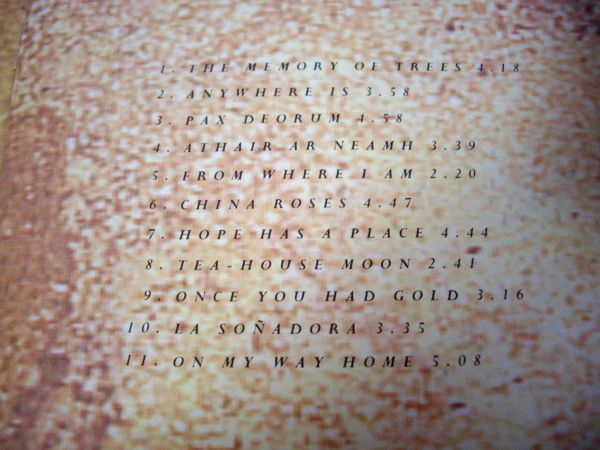 1. THE MEMORY OF TREES 4.18
2. ANYWHERE IS 3.58
3. PAX DEORUM 4.58
4. ATHAIR AR NEAMH 3.39
5. FROM WHERE I AM 2.20
6. CHINA ROSES 4.47
7. HOPE HAS A PLACE 4.44
8. TEA-HOUSE MOON 2.41
9. ONCE YOU HAD GOLD 3.16
10. LA SOÑADORA 3.35
11. ON MY WAY HOME 5.08